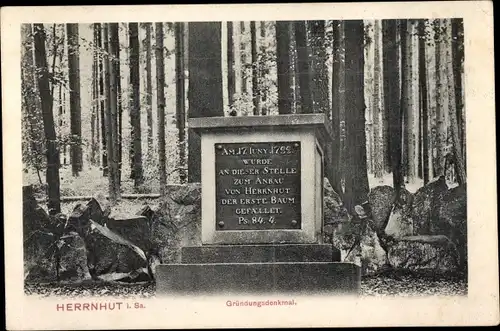 AM 17 IUNY, 1722.
WURDE
AN DIESER STELLE
ZUM ANBAU
VON HERRNHUT
DER ERSTE BAUM
GEFÄLLET.
PS. 84. 4.
HERRNHUT i. Sa.
Gründungsdenkmal.